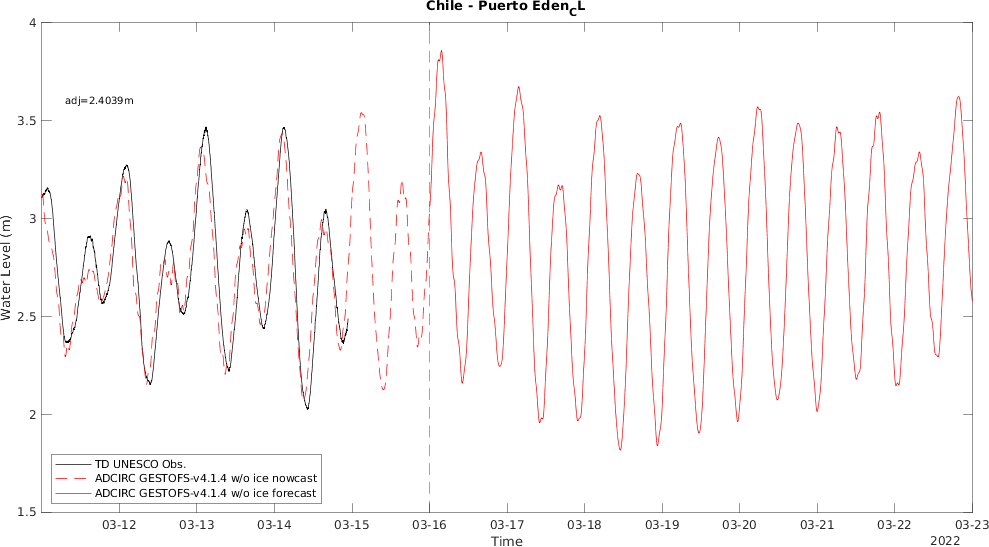 Chile - Puerto Eden_CL
4
adj=2.4039m
3.5
3
2.5
2
1.5
Water Level (m)
TD UNESCO Obs.
ADCIRC GESTOFS-v4.1.4 w/o ice nowcast
ADCIRC GESTOFS-v4.1.4 w/o ice forecast
03-12 03-13 03-14 03-15 03-16 03-17 03-18 03-19 03-20 03-21 03-22 03-23
Time
2022